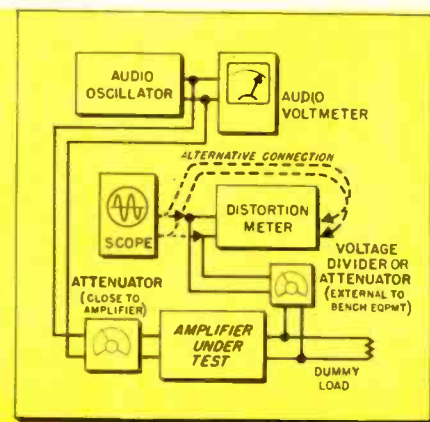 AUDIO
OSCILLATOR
AUDIO
VOLTMETER
ALTERNATIVE CONNECTION
SCOPE
DISTORTION
METER
VOLTAGE
DIVIDER OR
ATTENUATOR
(EXTERNAL TO
BENCH EQPMT)
ATTENUATOR
(CLOSE TO
AMPLIFIER)
AMPLIFIER
UNDER
TEST
DUMMY
LOAD